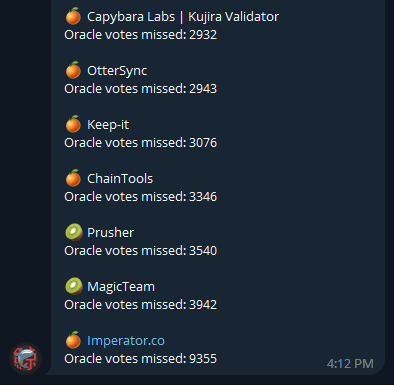 🍊 Capybara Labs | Kujira Validator
Oracle votes missed: 2932
🍊 OtterSync
Oracle votes missed: 2943
🍊 Keep-it
Oracle votes missed: 3076
🍊 ChainTools
Oracle votes missed: 3346
🥝 Prusher
Oracle votes missed: 3540
🥝 MagicTeam
Oracle votes missed: 3942
🍊 Imperator.co
Oracle votes missed: 9355
4:12 PM